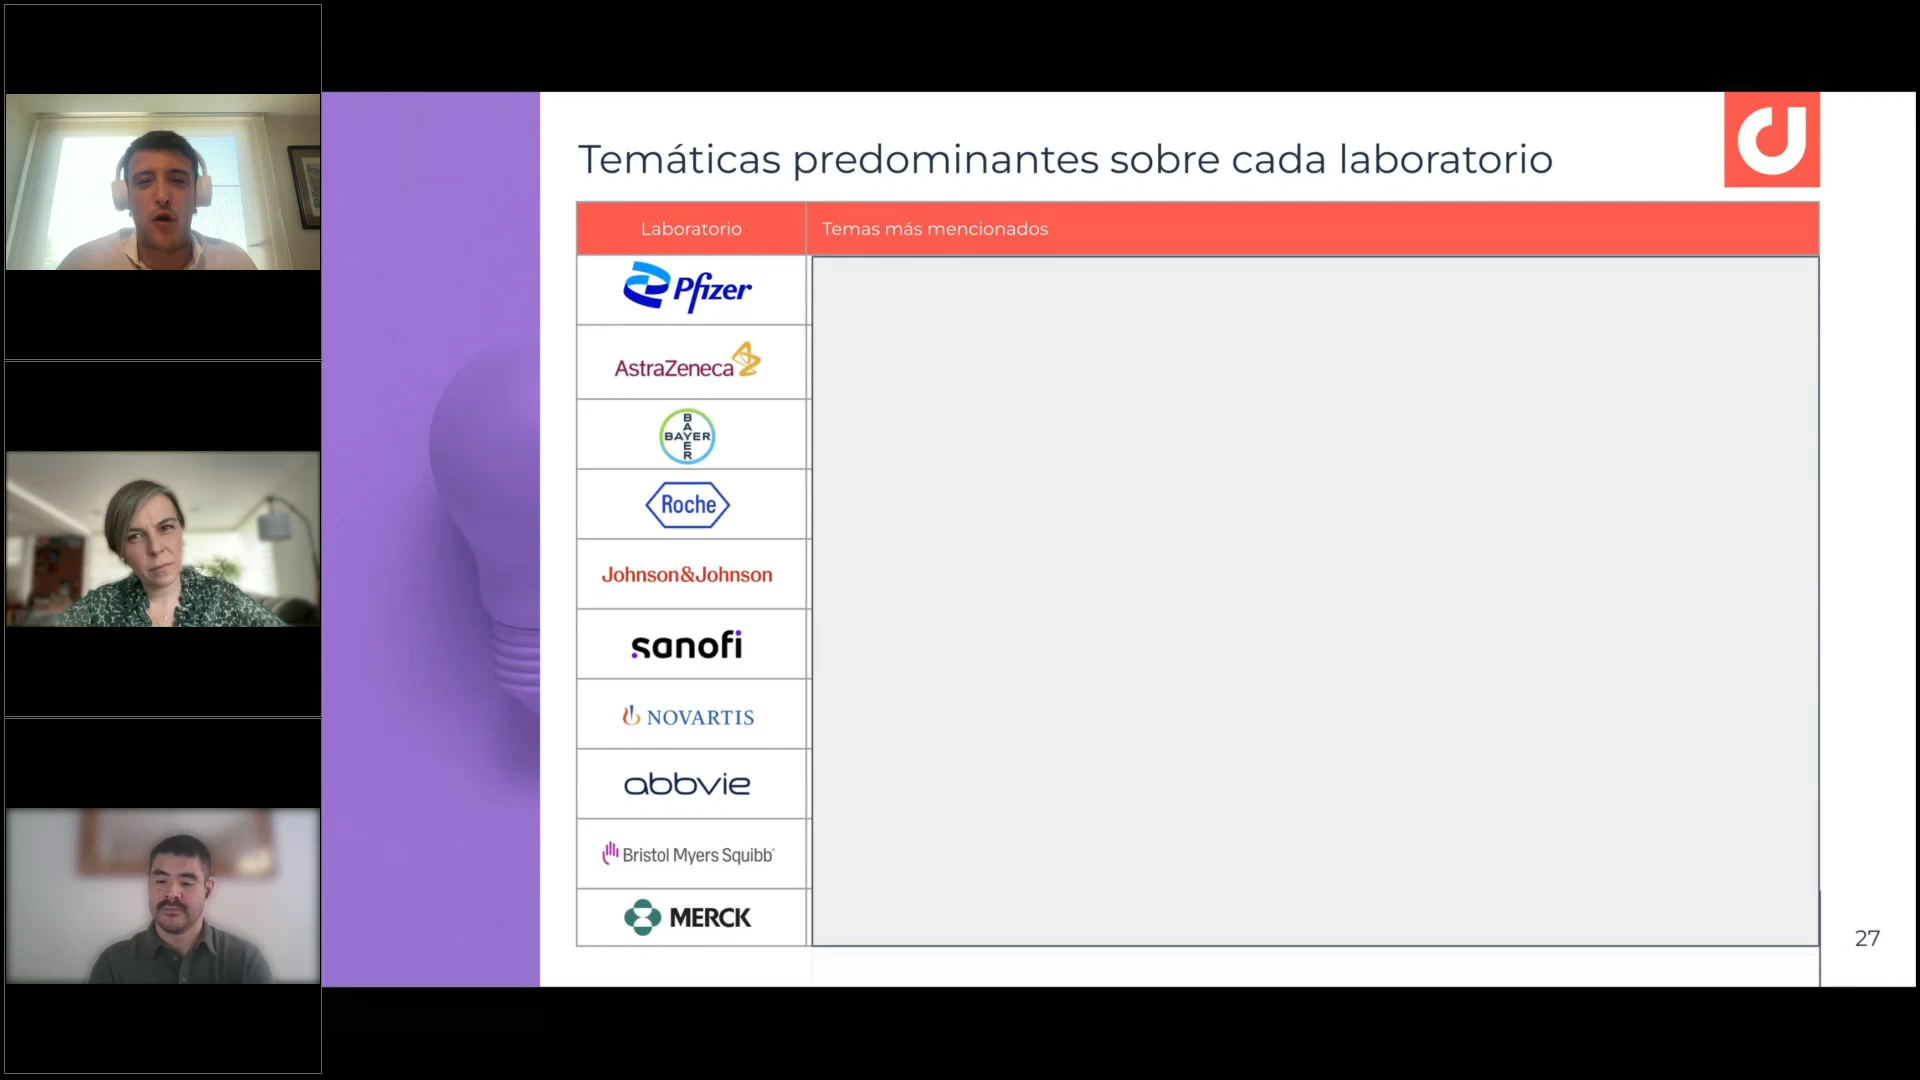 Temáticas predominantes sobre cada laboratorio
Laboratorio
Temas más mencionados
Pfizer
AstraZeneca
BAYER
BAYER
Roche
Johnson&Johnson
sanofi
NOVARTIS
abbvie
Bristol Myers Squibb
MERCK
27